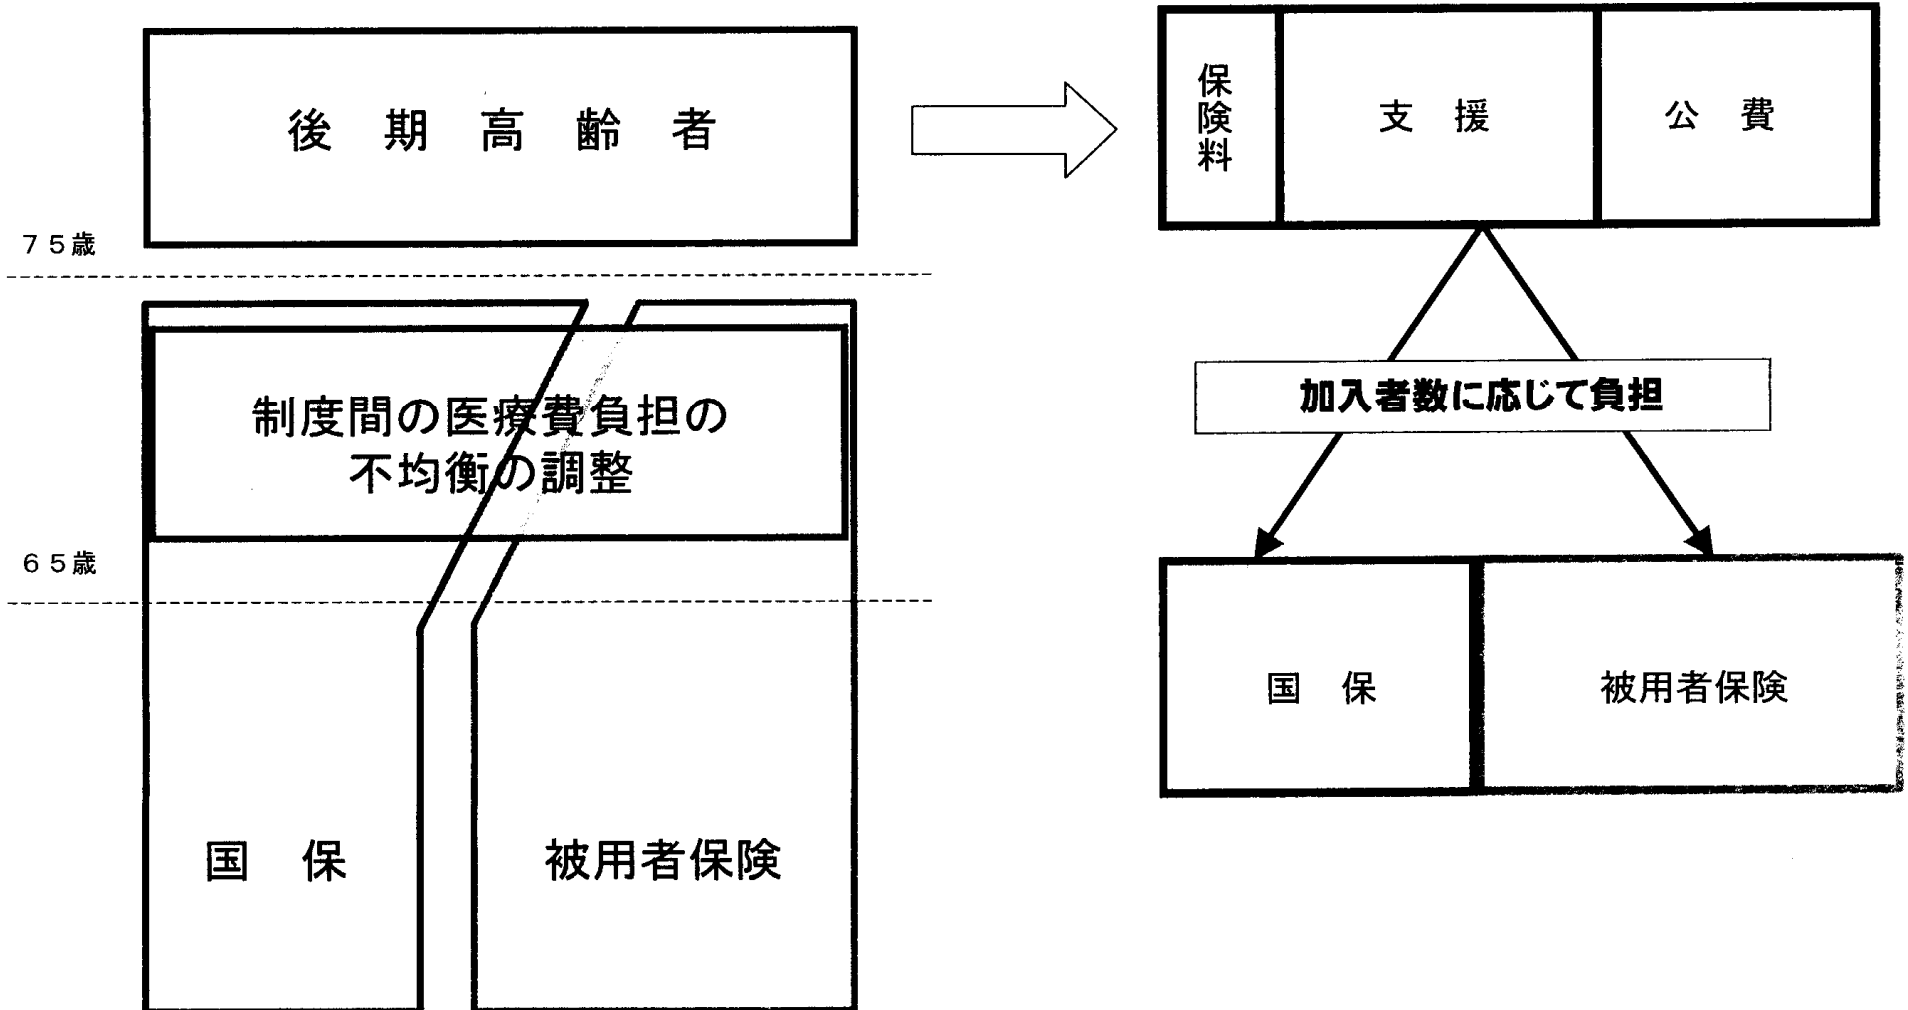 後期高齢者
保険料
支援
公費
75歳
制度間の医療費負担の
不均衡の調整
加入者数に応じて負担
65歳
国保
被用者保険
国保
被用者保険